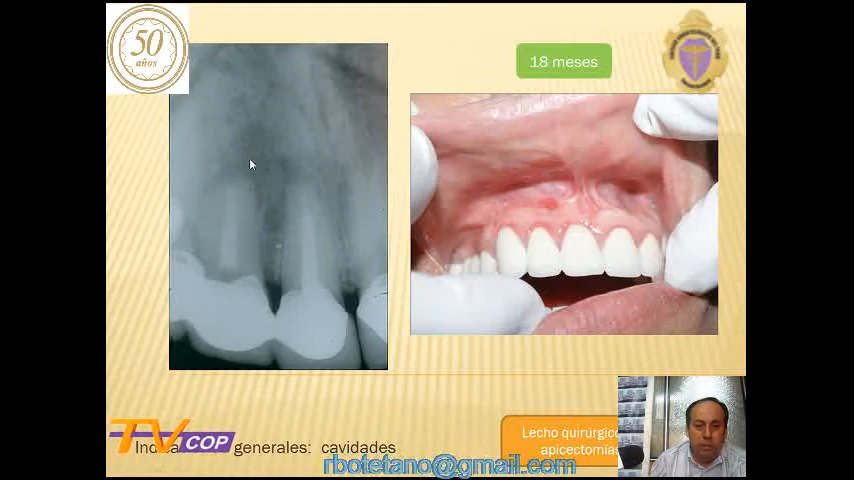 50
años
18 meses
TV COP
generales: cavidades
Lecho quirúrgico
apicectomías
rbotetano@gmail.com